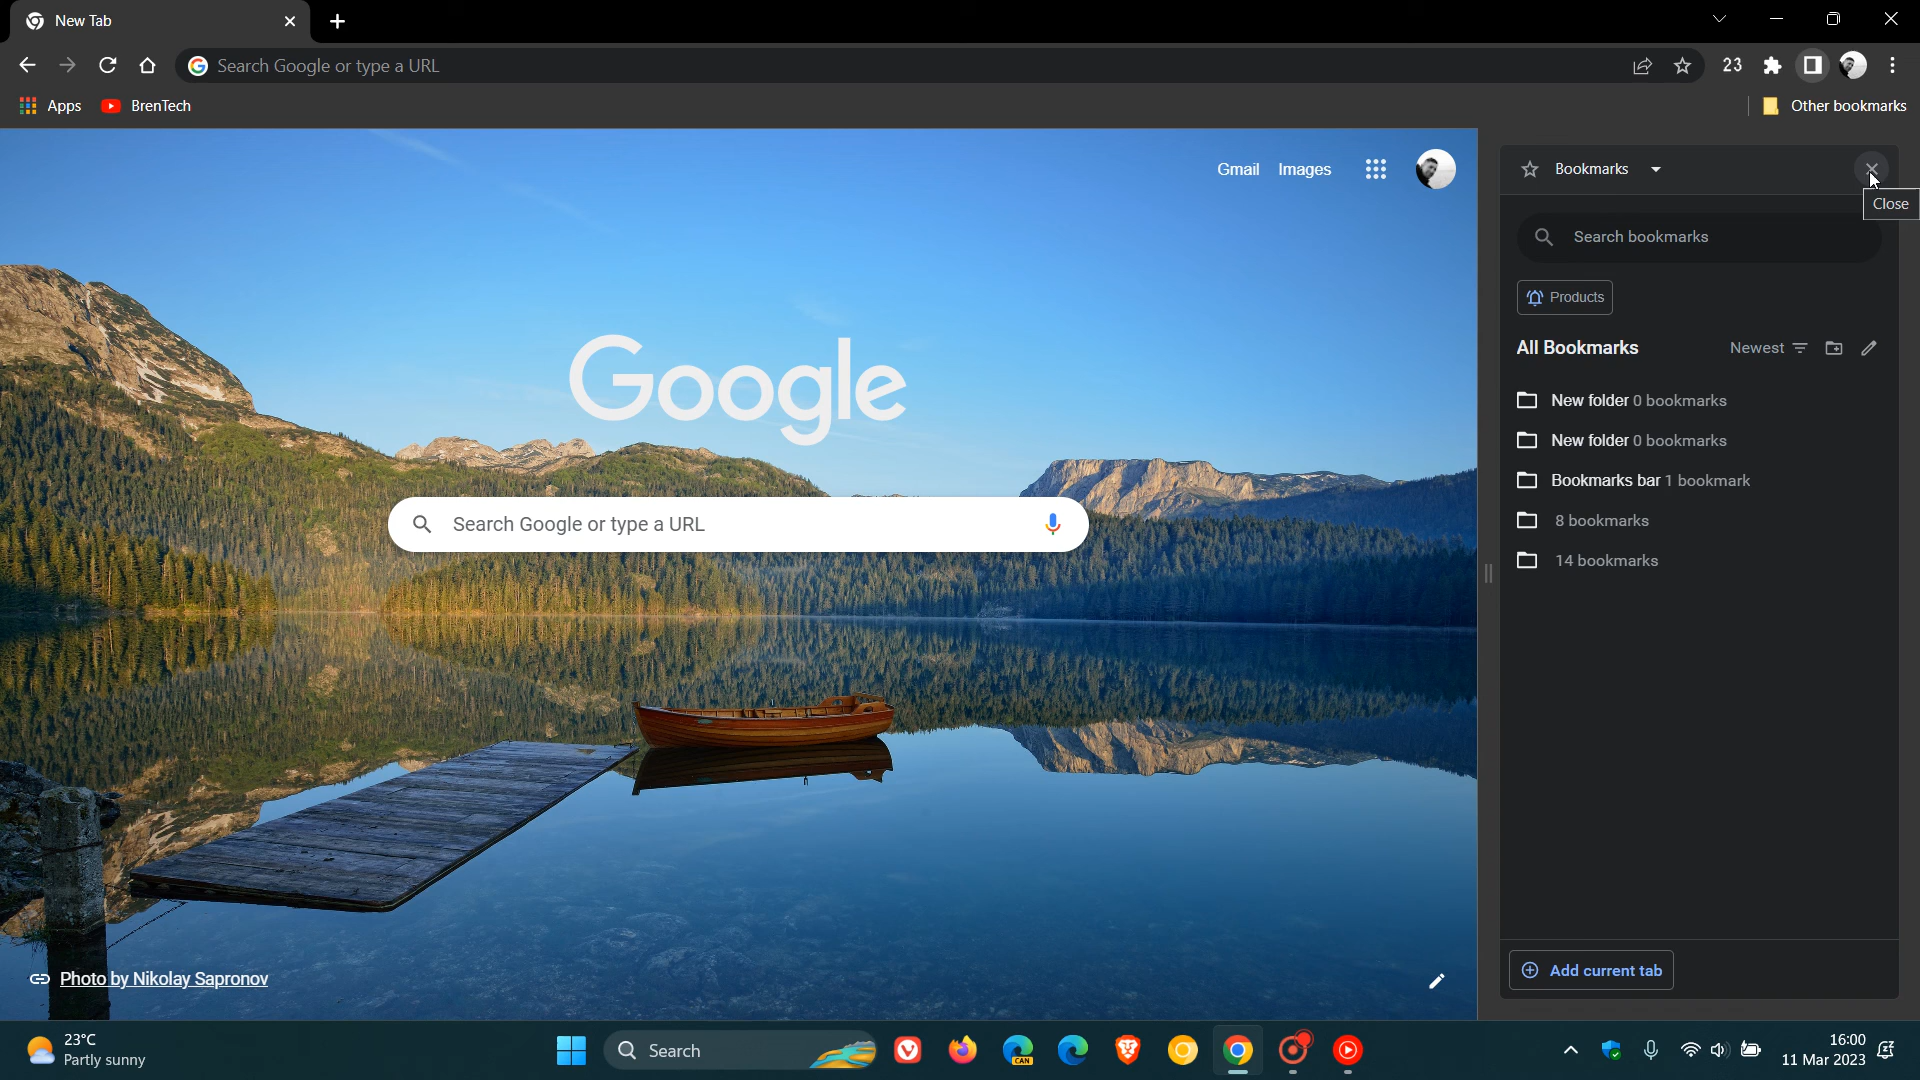 New Tab
Search Google or type a URL
23
Apps
BrenTech
Other bookmarks
Gmail Images
Bookmarks
Close
Search bookmarks
Products
All Bookmarks
Newest
New folder 0 bookmarks
New folder 0 bookmarks
Bookmarks bar 1 bookmark
8 bookmarks
14 bookmarks
Google
Search Google or type a URL
Photo by Nikolay Sapronov
Add current tab
23°C
Partly sunny
Search
CAN
16:00
11 Mar 2023